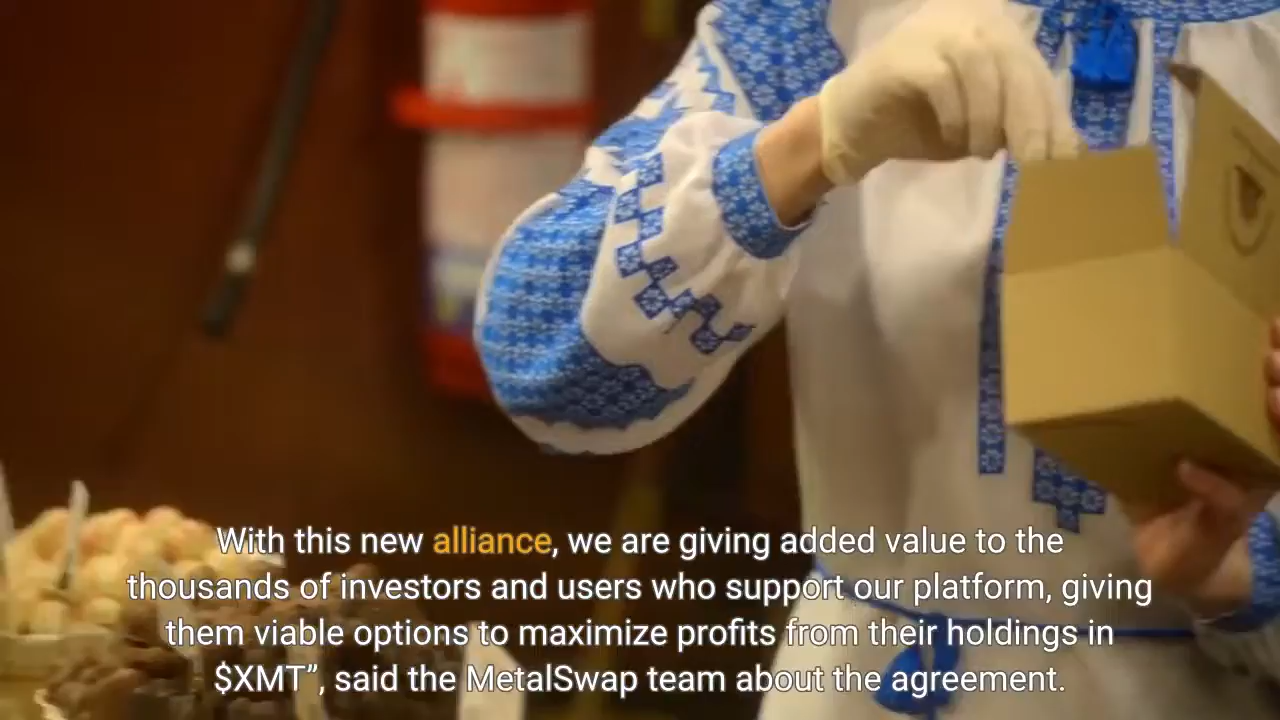 With this new alliance, we are giving added value to the
thousands of investors and users who support our platform, giving
them viable options to maximize profits from their holdings in
$XMT”, said the MetalSwap team about the agreement.